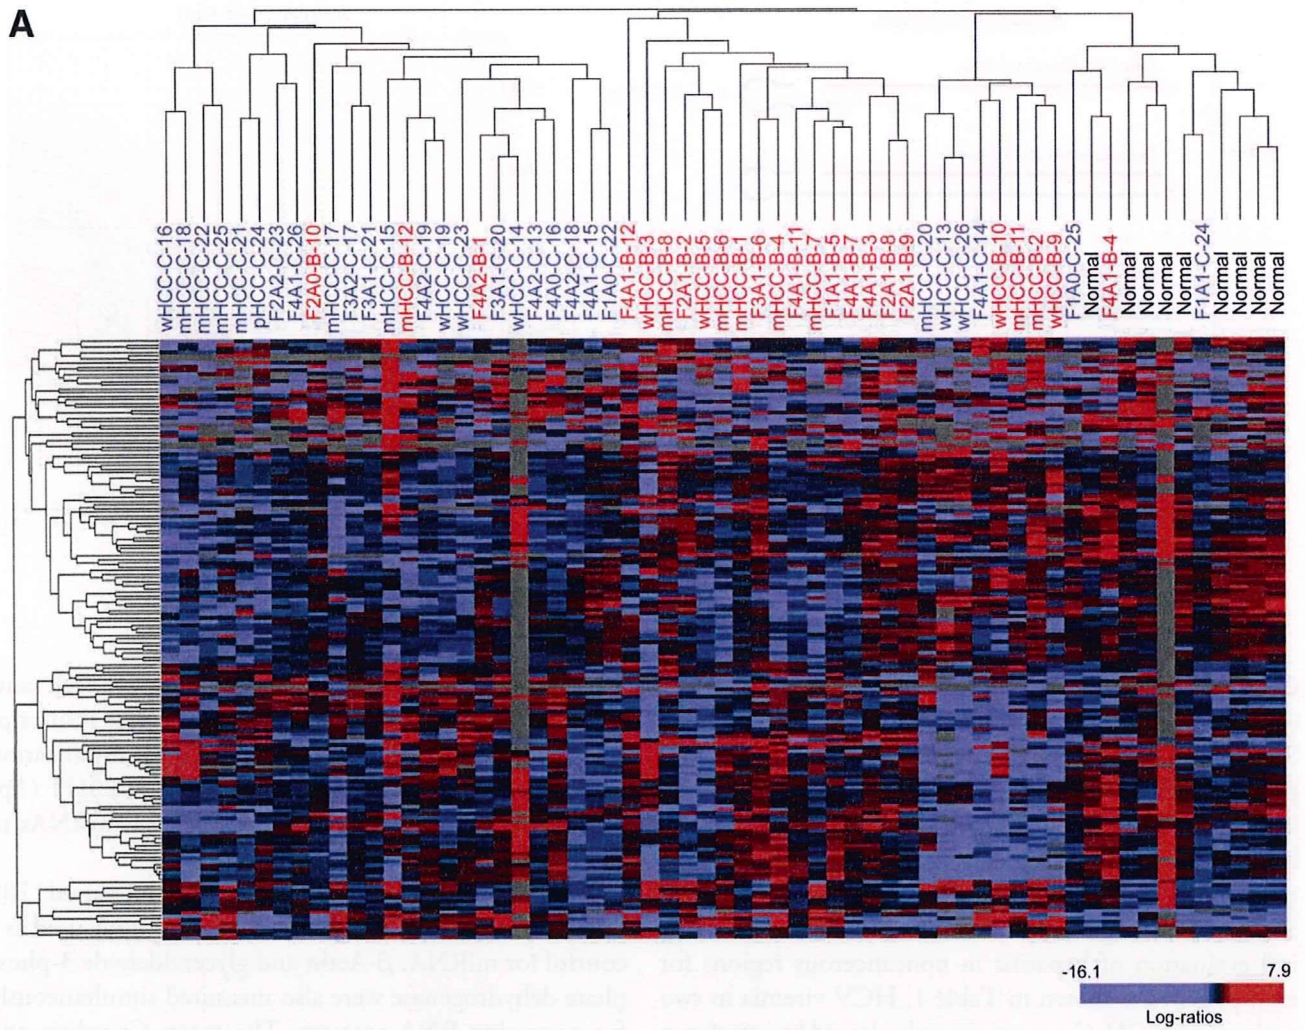 A
wHCC-C-16
mHCC-C-18
mHCC-C-22
mHCC-C-25
mHCC-C-21
pHCC-C-24
F2A2-C-23
F4A1-C-26
F2A0-B-10
mHCC-C-17
F3A2-C-17
F3A1-C-21
mHCC-C-15
mHCC-B-12
F4A2-C-19
wHCC-C-19
wHCC-C-23
F4A2-B-1
F3A1-C-20
wHCC-C-14
F4A2-C-13
F4A0-C-16
F4A2-C-18
F4A1-C-15
F1A0-C-22
F4A1-B-12
wHCC-B-3
mHCC-B-8
F2A1-B-2
wHCC-B-5
mHCC-B-6
mHCC-B-1
F3A1-B-6
mHCC-B-4
F4A1-B-11
mHCC-B-7
F1A1-B-5
F4A1-B-7
F4A1-B-3
F2A1-B-8
F2A1-B-9
mHCC-C-20
wHCC-C-13
wHCC-C-26
F4A1-C-14
wHCC-B-10
mHCC-B-11
mHCC-B-2
wHCC-B-9
F1A0-C-25
Normal
F4A1-B-4
Normal
Normal
Normal
Normal
F1A1-C-24
Normal
Normal
Normal
Normal
-16.1 7.9
Log-ratios